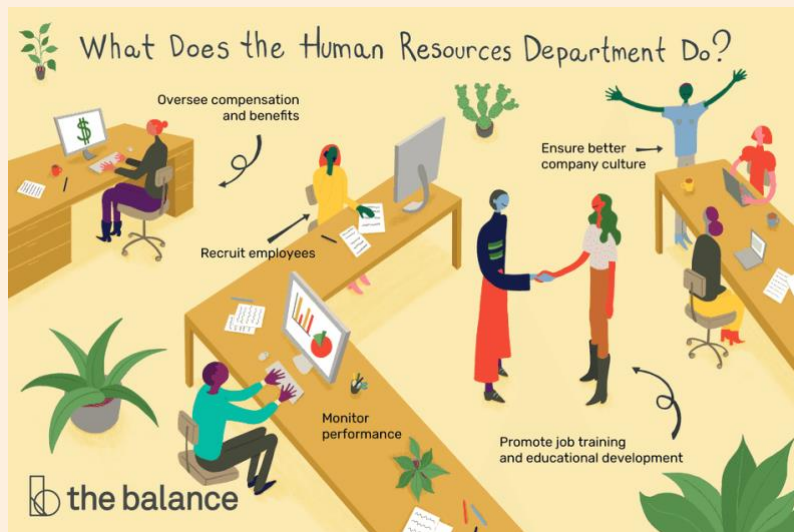 What Does the Human Resources Department Do?
Oversee compensation
and benefits
$
Ensure better
company culture
Recruit employees
Monitor
performance
Promote job training
and educational development
b the balance